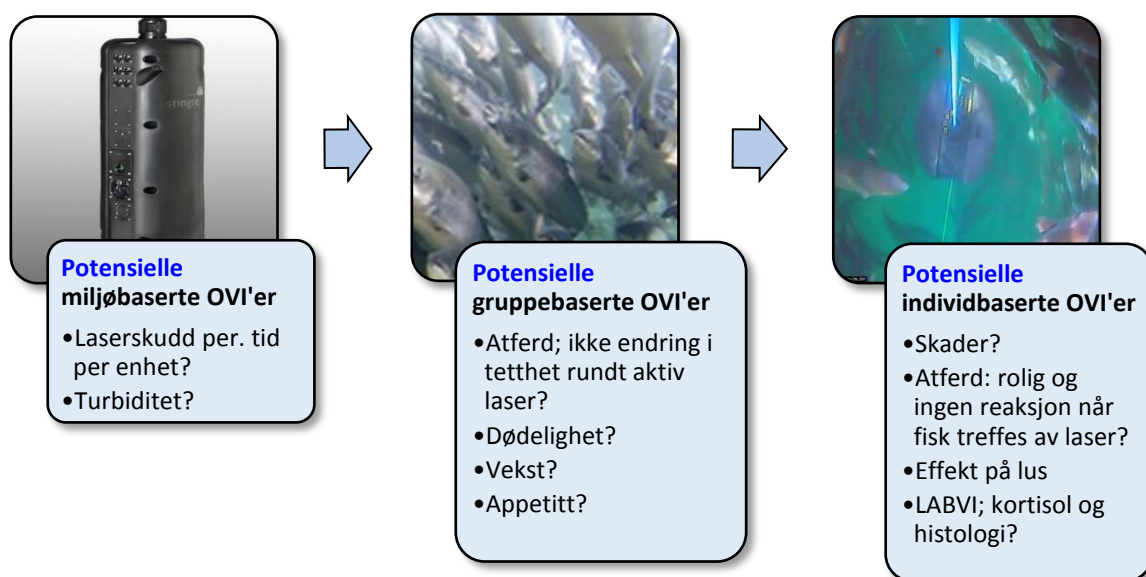 stingray
Potensielle
miljøbaserte OVI'er
•Laserskudd per. tid
per enhet?
•Turbiditet?
Potensielle
gruppebaserte OVI'er
•Atferd; ikke endring i
tetthet rundt aktiv
laser?
•Dødelighet?
•Vekst?
•Appetitt?
Potensielle
individbaserte OVI'er
•Skader?
•Atferd: rolig og
ingen reaksjon når
fisk treffes av laser?
•Effekt på lus
•LABVI; kortisol og
histologi?